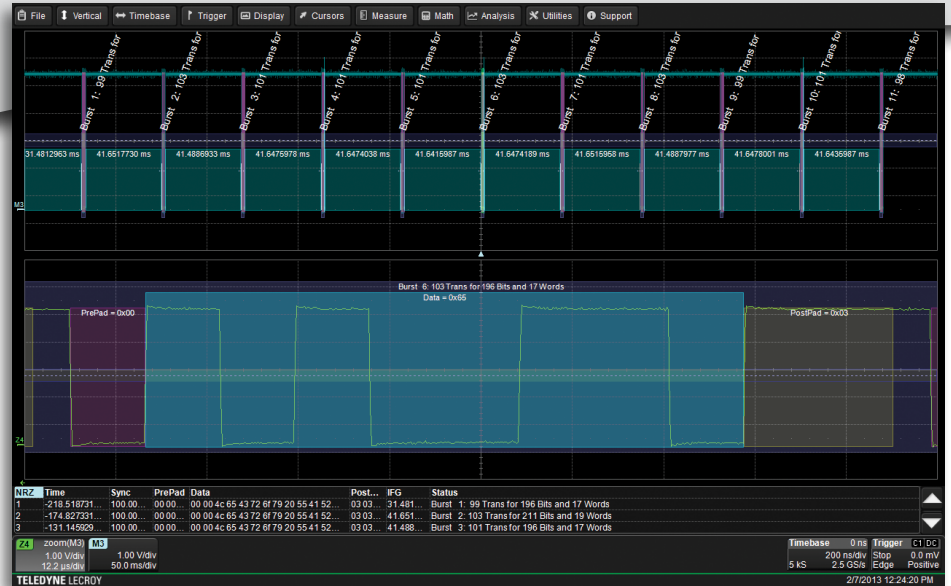 File Vertical Timebase Trigger Display Cursors Measure Math Analysis Utilities Support
Burst 1: 99 Trans for
Burst 2: 103 Trans for
Burst 3: 101 Trans for
Burst 4: 101 Trans for
Burst 5: 101 Trans for
Burst 6: 103 Trans for
Burst 7: 101 Trans for
Burst 8: 103 Trans for
Burst 9: 99 Trans for
Burst 10: 101 Trans for
Burst 11: 98 Trans for
31.4812963 ms 41.6517730 ms 41.4886933 ms 41.6475978 ms 41.6474038 ms 41.6415987 ms 41.6474189 ms 41.6515958 ms 41.4887977 ms 41.6478001 ms 41.6436987 ms
M3
Burst 6: 103 Trans for 196 Bits and 17 Words
Data = 0x65
PrePad = 0x00 PostPad = 0x03
Z4
NRZ Time Sync PrePad Data Post... IFG Status
1 -218.518731... 100.00... 00 00... 00 00 4c 65 43 72 6f 79 20 55 41 52... 03 03... 31.481... Burst 1: 99 Trans for 196 Bits and 17 Words
2 -174.827331... 100.00... 00 00... 00 00 4c 65 43 72 6f 79 20 55 41 52... 03 03... 41.651... Burst 2: 103 Trans for 211 Bits and 19 Words
3 -131.145929... 100.00... 00 00... 00 00 4c 65 43 72 6f 79 20 55 41 52... 03 03... 41.488... Burst 3: 101 Trans for 196 Bits and 17 Words
Z4 zoom(M3) M3 Timebase 0 ns Trigger C1 DC
1.00 V/div 1.00 V/div 200 ns/div Stop 0.0 mV
12.2 µs/div 50.0 ms/div 5 kS 2.5 GS/s Edge Positive
TELEDYNE LECROY 2/7/2013 12:24:20 PM